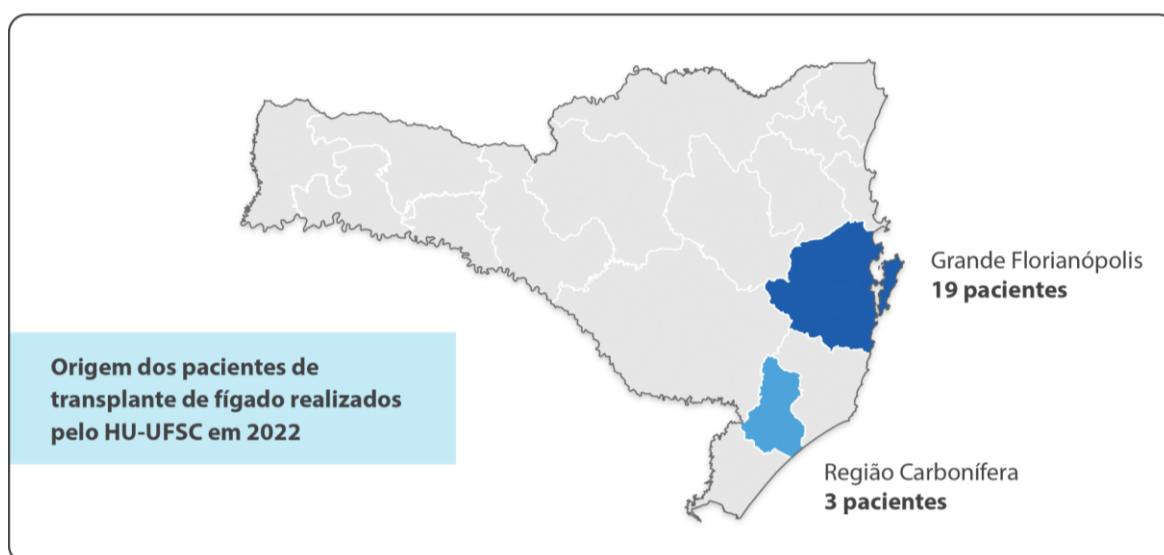 Grande Florianópolis
19 pacientes
Origem dos pacientes de
transplante de fígado realizados
pelo HU-UFSC em 2022
Região Carbonífera
3 pacientes